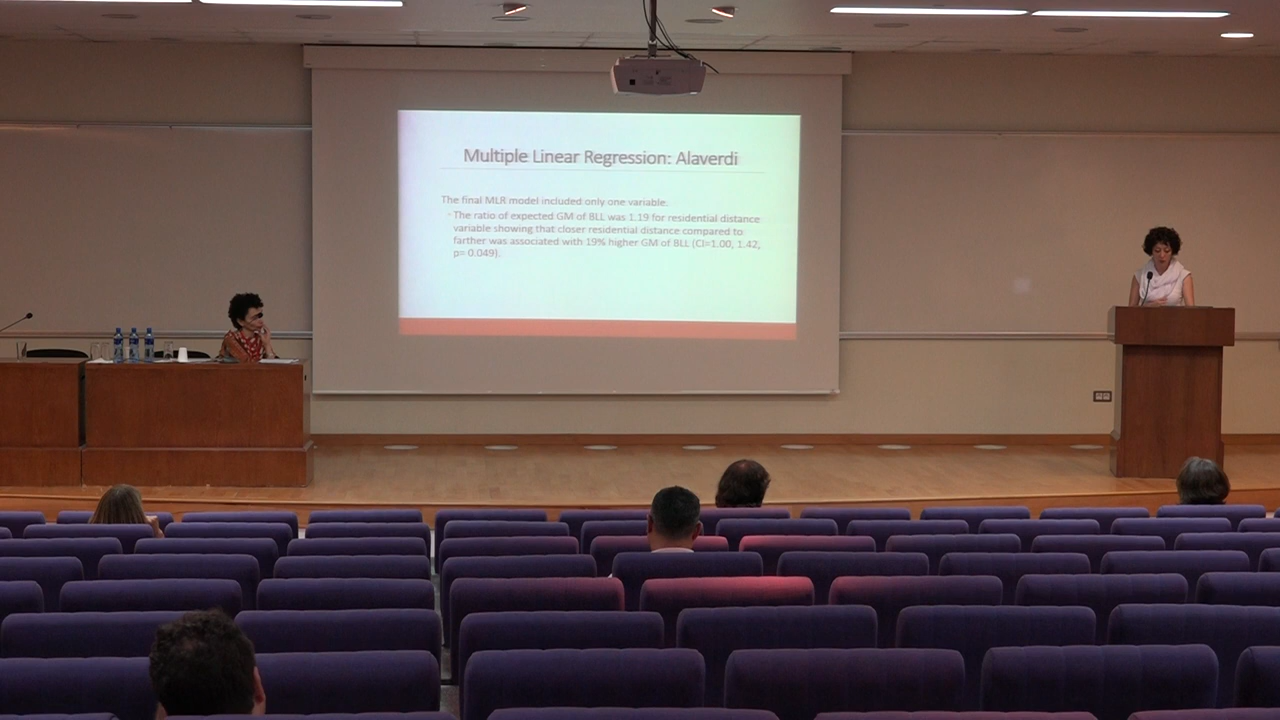 Multiple Linear Regression: Alaverdi
The final MLR model included only one variable:
· The ratio of expected GM of BLL was 1.19 for residential distance
variable showing that closer residential distance compared to
farther was associated with 19% higher GM of BLL (CI=1.00, 1.42,
p= 0.049).